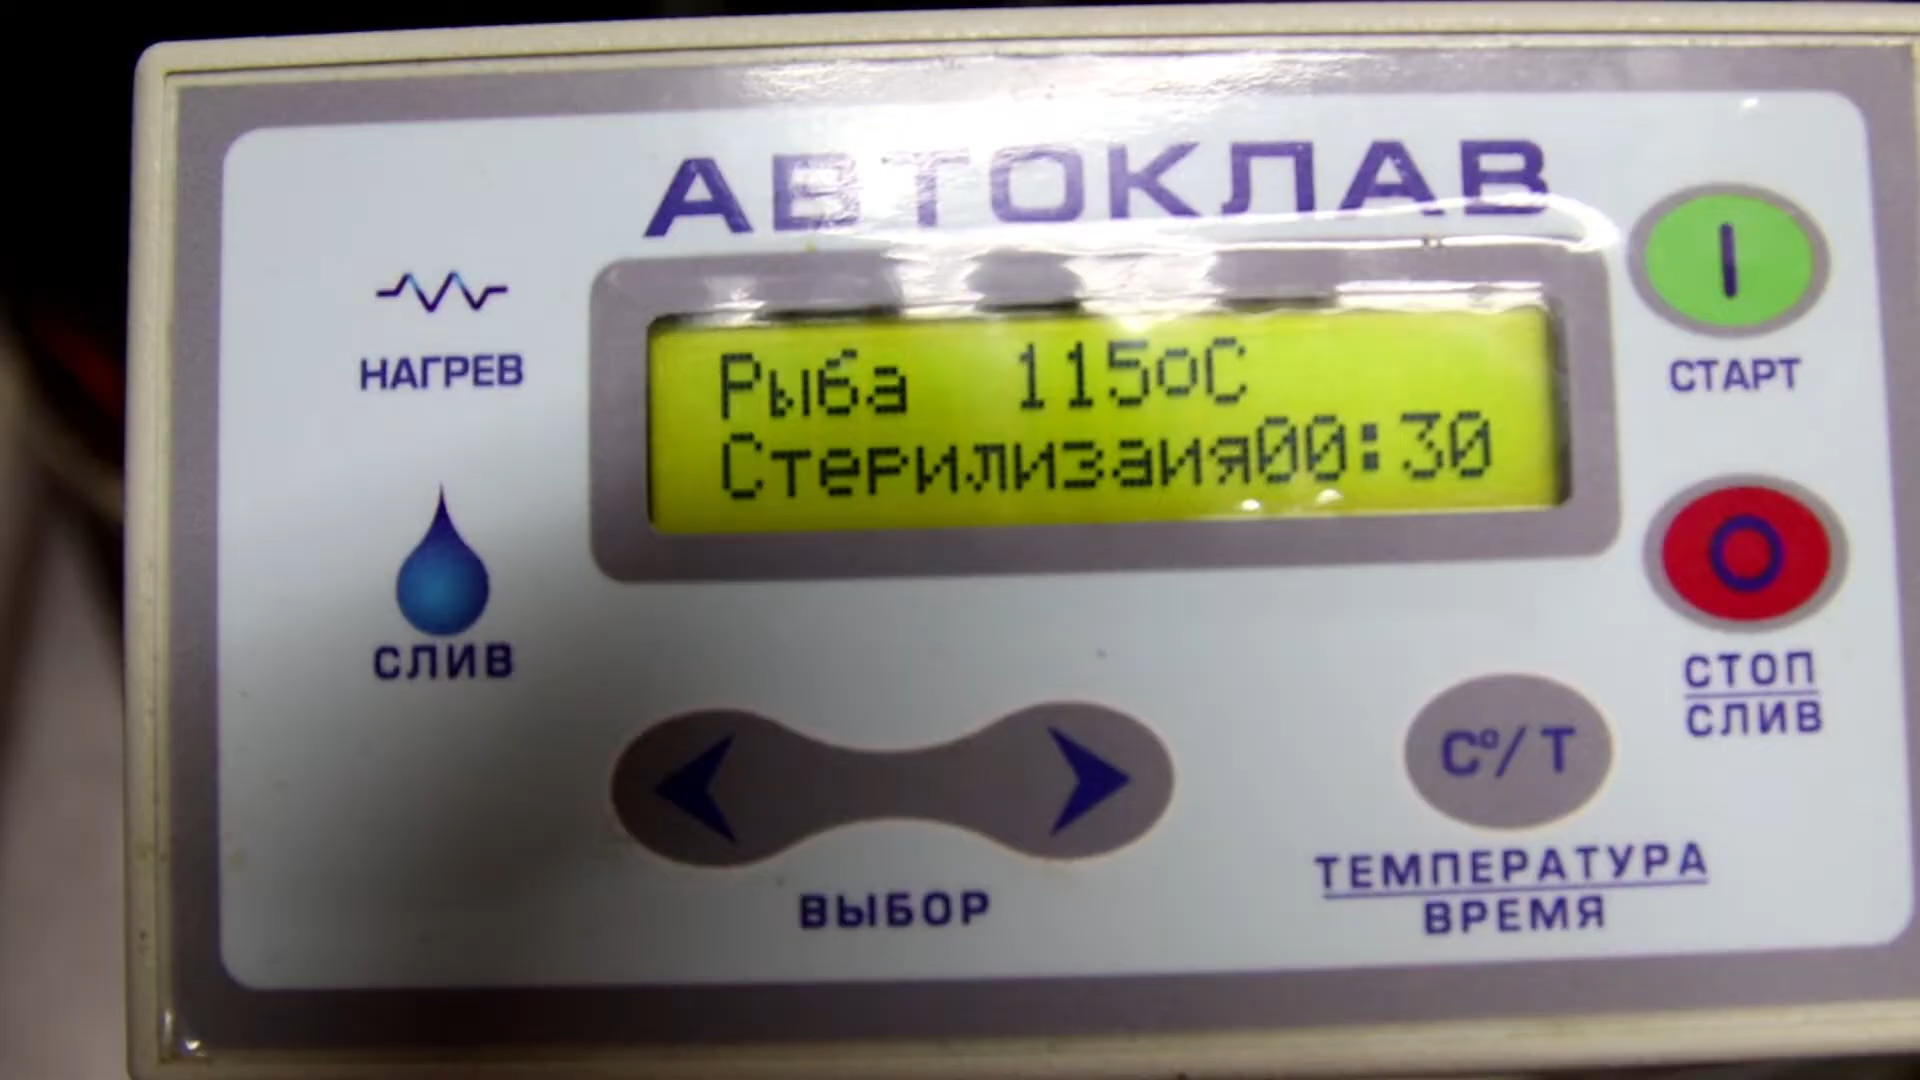 АВТОКЛАВ
НАГРЕВ
Рыба 115oC
Стерилизаия00:30
I
СТАРТ
СЛИВ
O
СТОП
СЛИВ
C°/T
ВЫБОР
ТЕМПЕРАТУРА
ВРЕМЯ